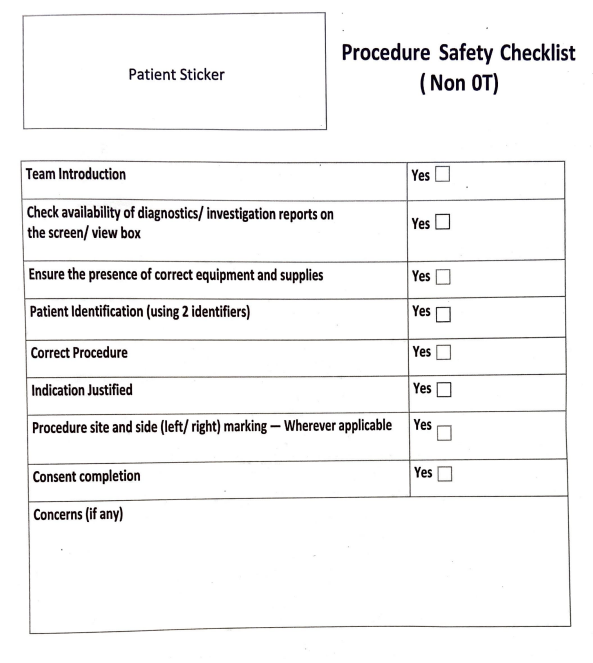 Patient Sticker
Procedure Safety Checklist
( Non OT)
Team Introduction
Yes
Check availability of diagnostics/ investigation reports on
the screen/ view box
Yes
Ensure the presence of correct equipment and supplies
Yes
Patient Identification (using 2 identifiers)
Yes
Correct Procedure
Yes
Indication Justified
Yes
Procedure site and side (left/ right) marking — Wherever applicable
Yes
Consent completion
Yes
Concerns (if any)